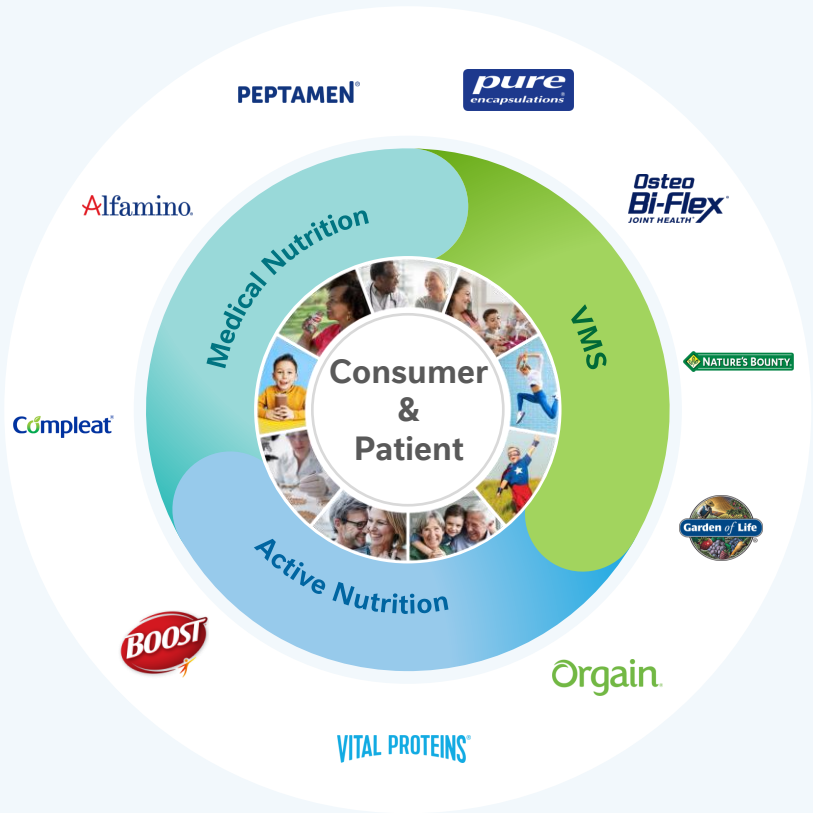 PEPTAMEN®
pure
encapsulations®
Alfamino®
Osteo
Bi-Flex®
JOINT HEALTH™
Medical Nutrition
VMS
Consumer
&
Patient
NATURE'S BOUNTY®
Compleat®
Garden of Life®
Active Nutrition
BOOST
Orgain®
VITAL PROTEINS®